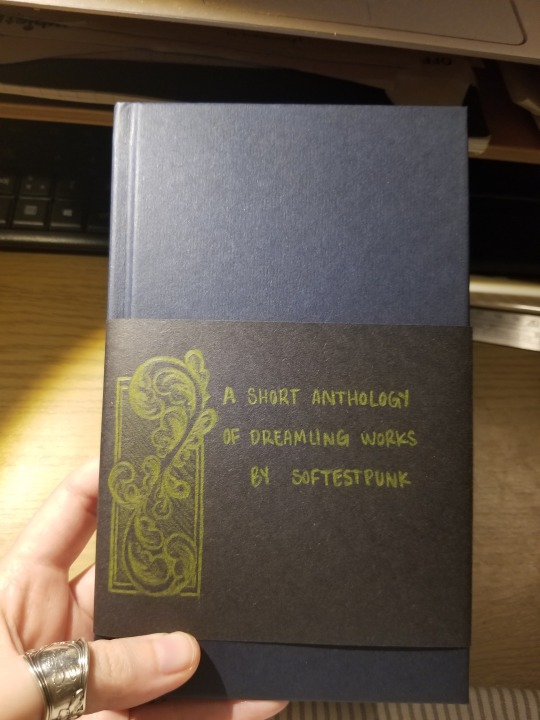 A SHORT ANTHOLOGY
OF DREAMLING WORKS
BY SOFTESTPUNK